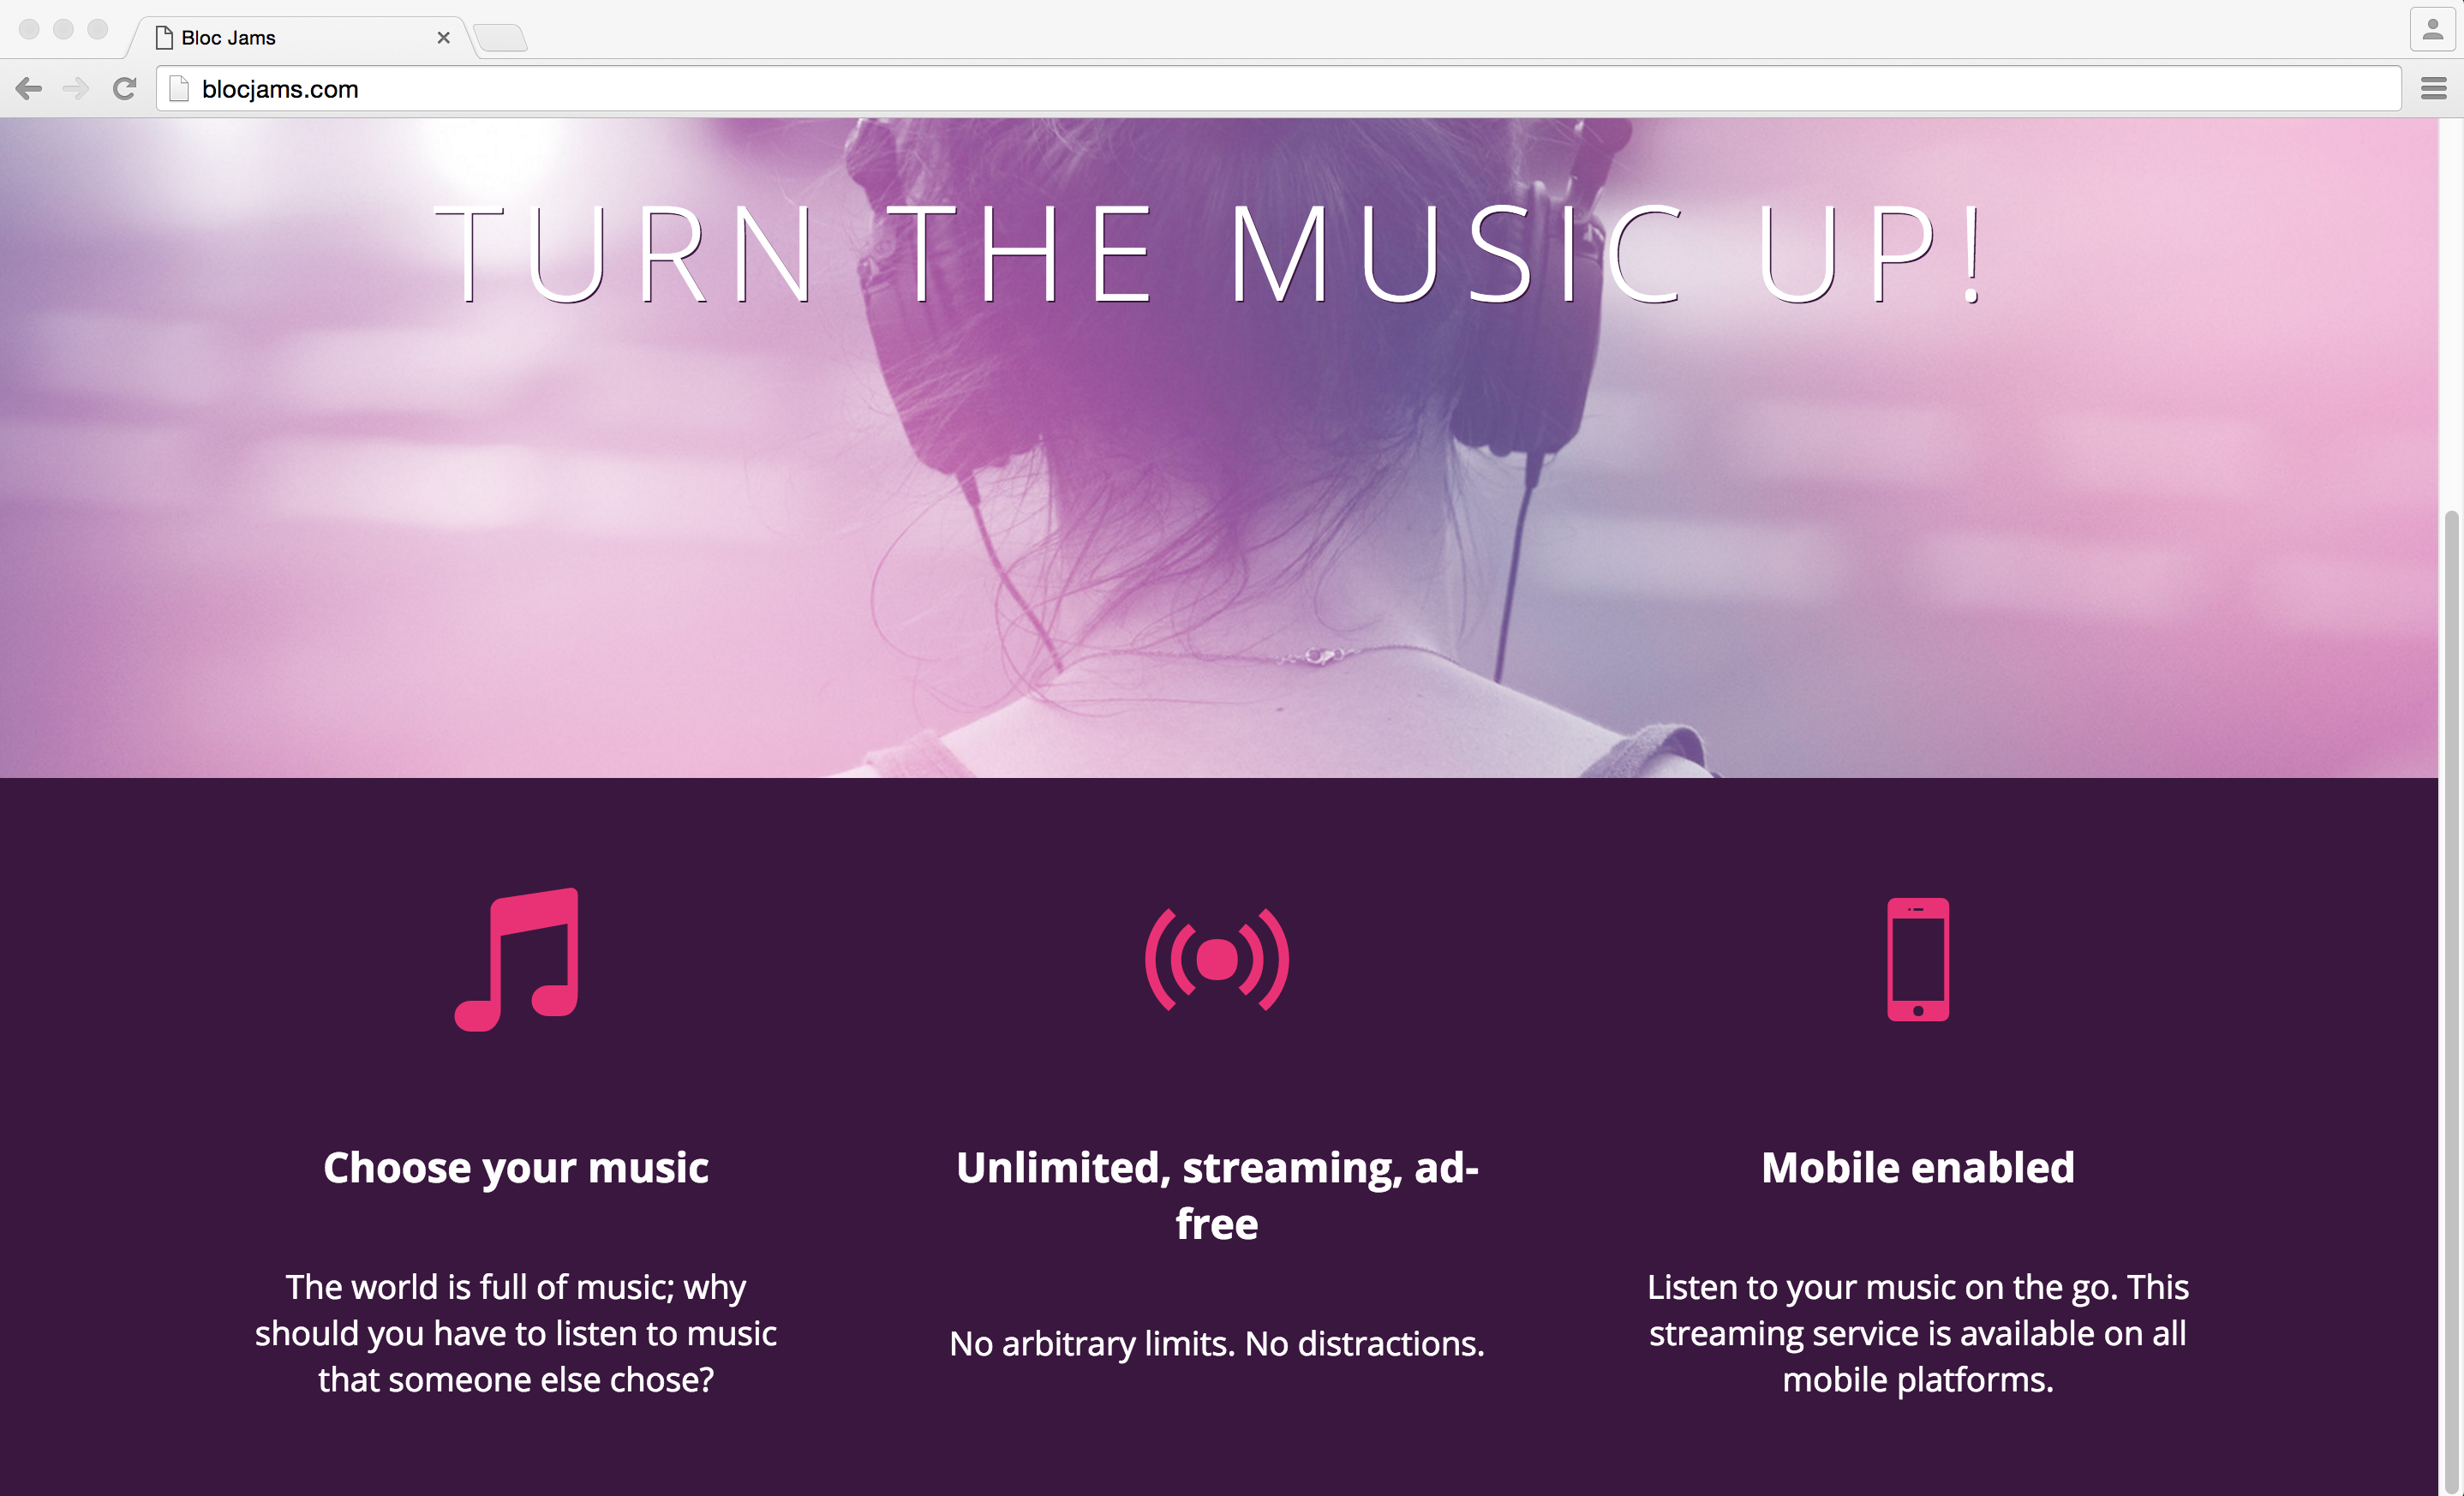 Bloc Jams
blocjams.com
TURN THE MUSIC UP!
Choose your music
The world is full of music; why
should you have to listen to music
that someone else chose?
Unlimited, streaming, ad-
free
No arbitrary limits. No distractions.
Mobile enabled
Listen to your music on the go. This
streaming service is available on all
mobile platforms.